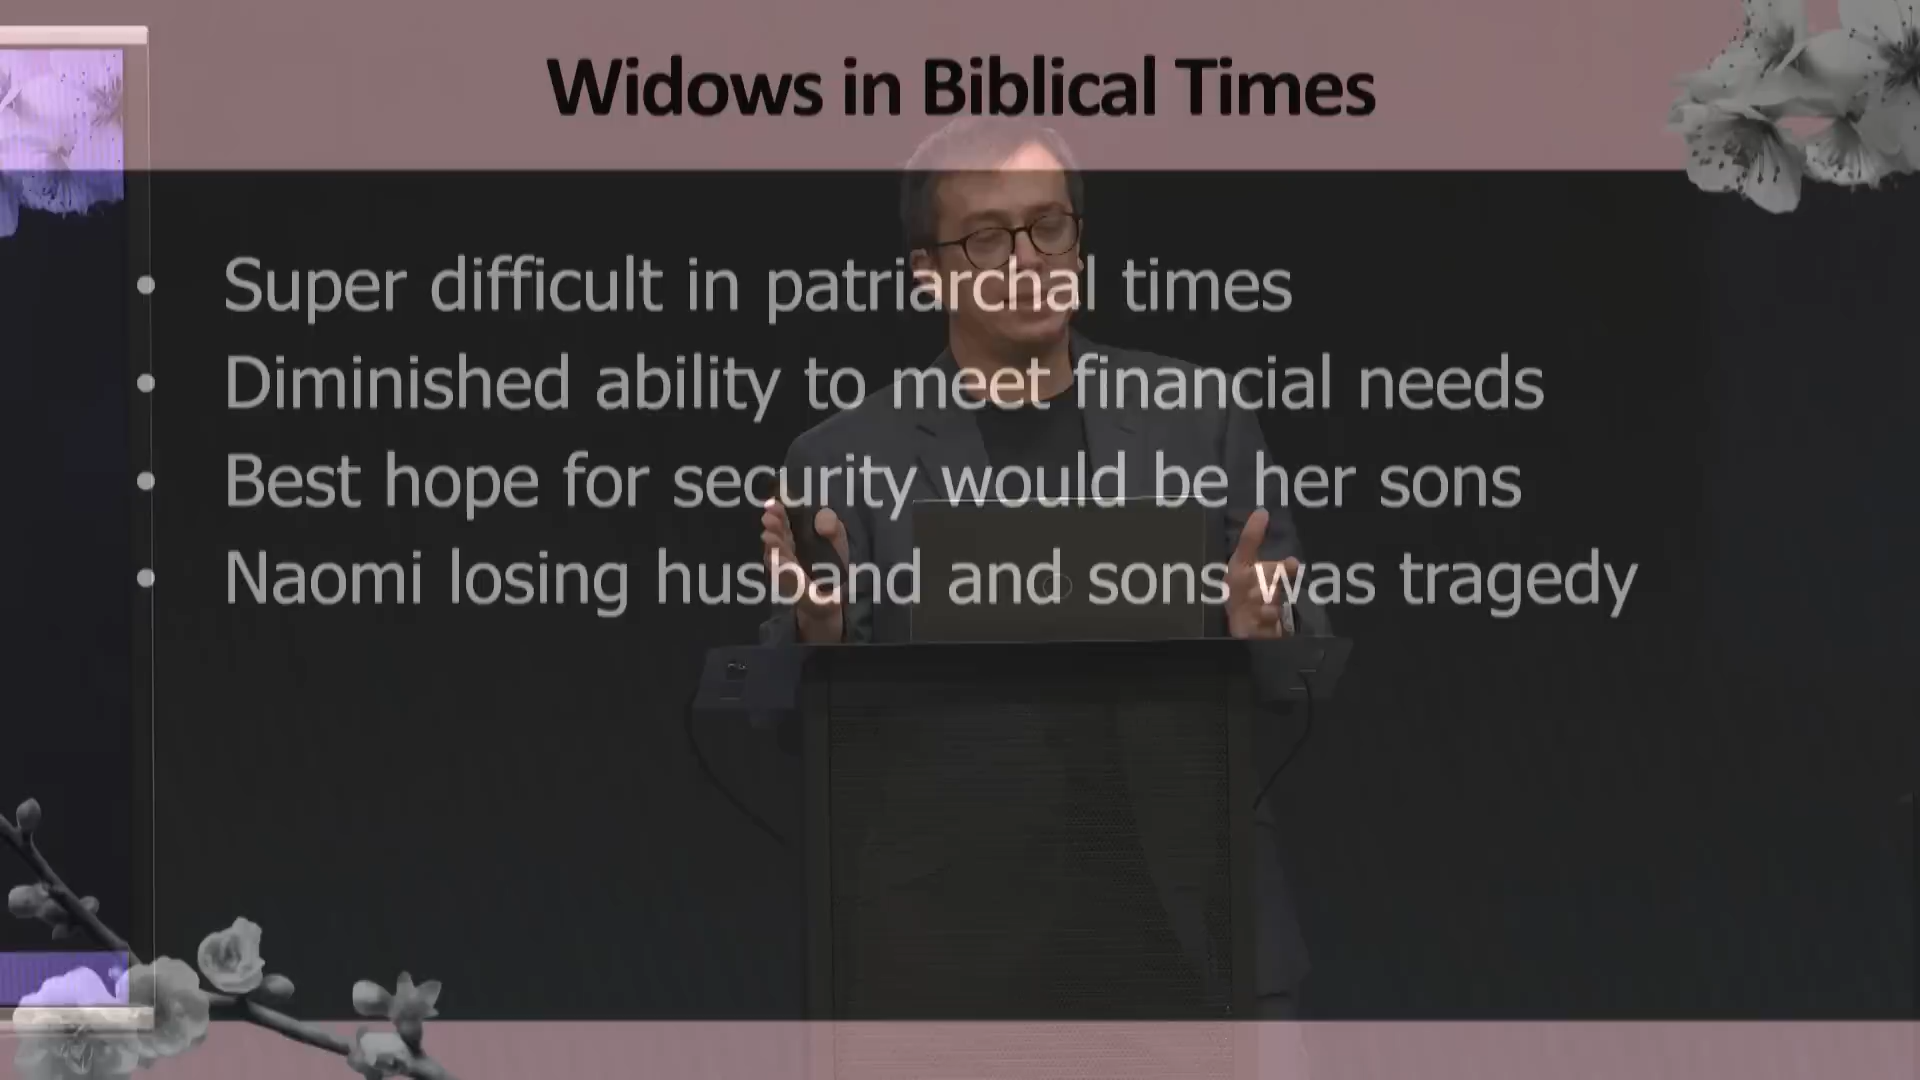 Widows in Biblical Times
• Super difficult in patriarchal times
• Diminished ability to meet financial needs
• Best hope for security would be her sons
• Naomi losing husband and sons was tragedy